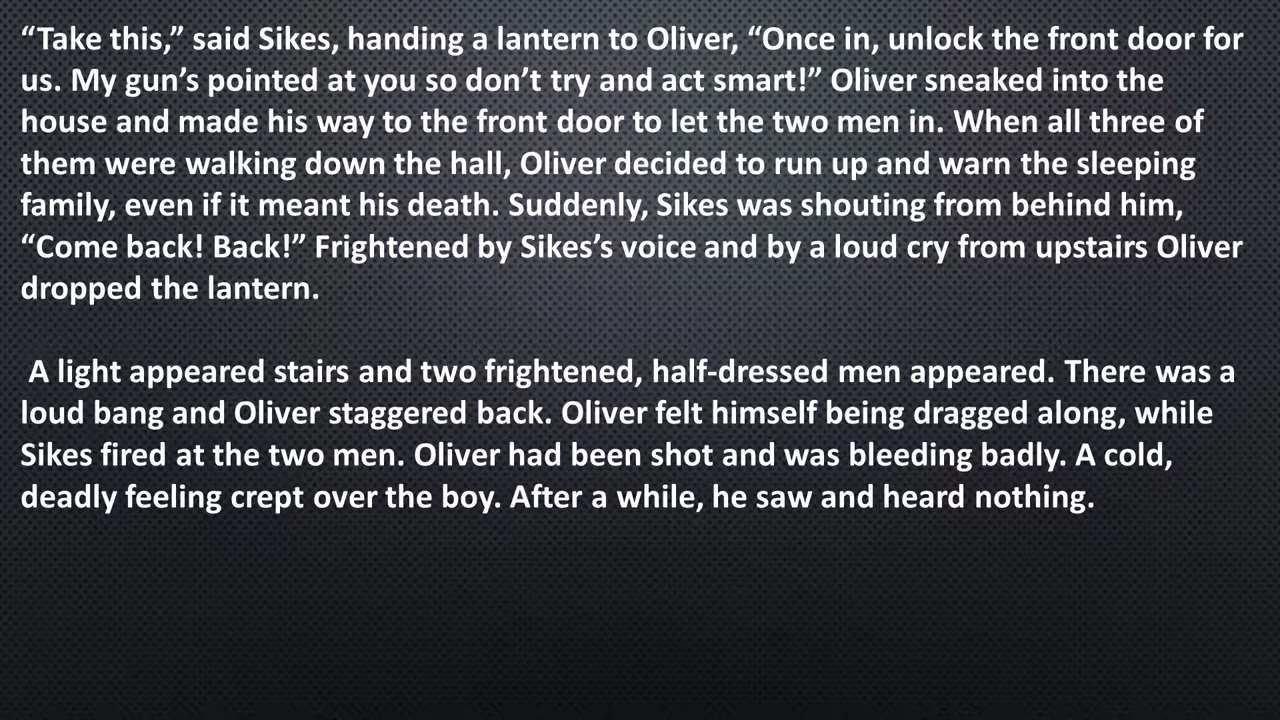 “Take this,” said Sikes, handing a lantern to Oliver, “Once in, unlock the front door for
us. My gun’s pointed at you so don’t try and act smart!” Oliver sneaked into the
house and made his way to the front door to let the two men in. When all three of
them were walking down the hall, Oliver decided to run up and warn the sleeping
family, even if it meant his death. Suddenly, Sikes was shouting from behind him,
“Come back! Back!” Frightened by Sikes’s voice and by a loud cry from upstairs Oliver
dropped the lantern.
A light appeared stairs and two frightened, half-dressed men appeared. There was a
loud bang and Oliver staggered back. Oliver felt himself being dragged along, while
Sikes fired at the two men. Oliver had been shot and was bleeding badly. A cold,
deadly feeling crept over the boy. After a while, he saw and heard nothing.